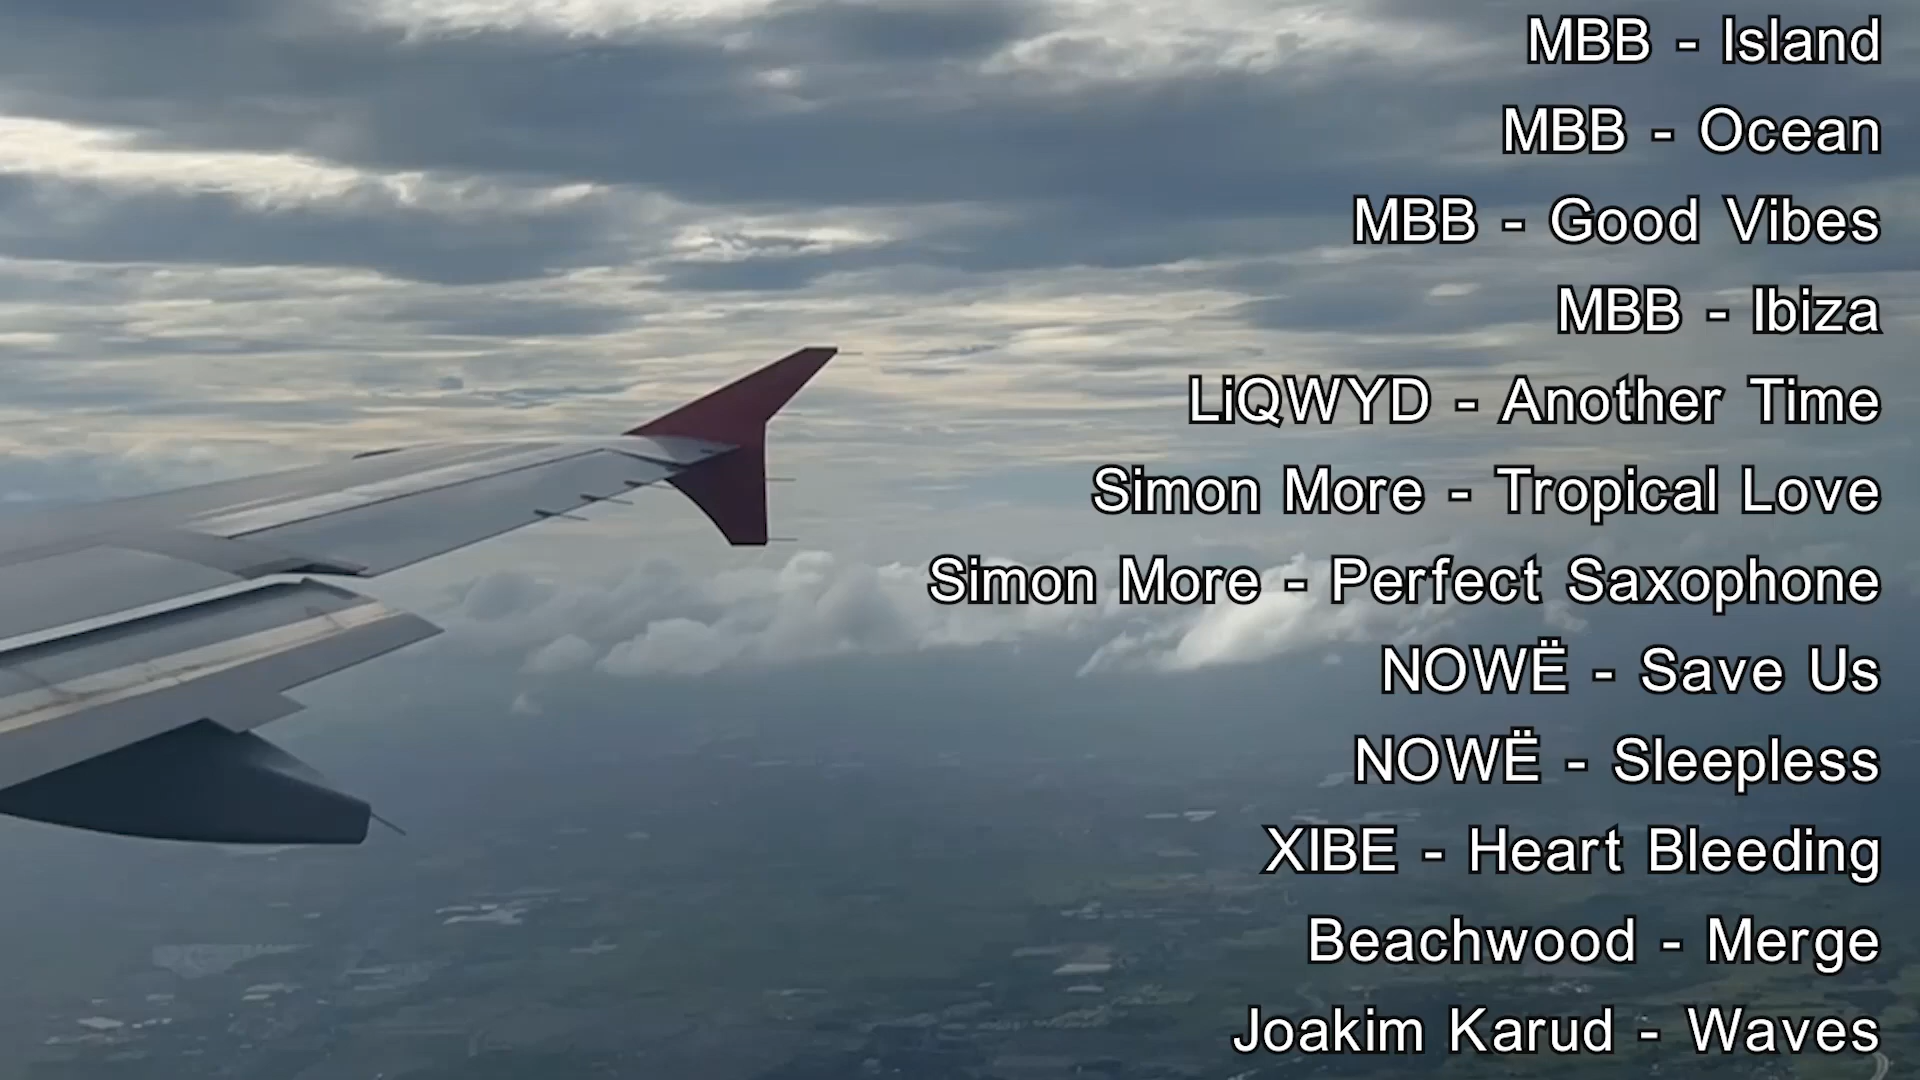 MBB - Island
MBB - Ocean
MBB - Good Vibes
MBB - Ibiza
LiQWYD - Another Time
Simon More - Tropical Love
Simon More - Perfect Saxophone
NOWË - Save Us
NOWË - Sleepless
XIBE - Heart Bleeding
Beachwood - Merge
Joakim Karud - Waves